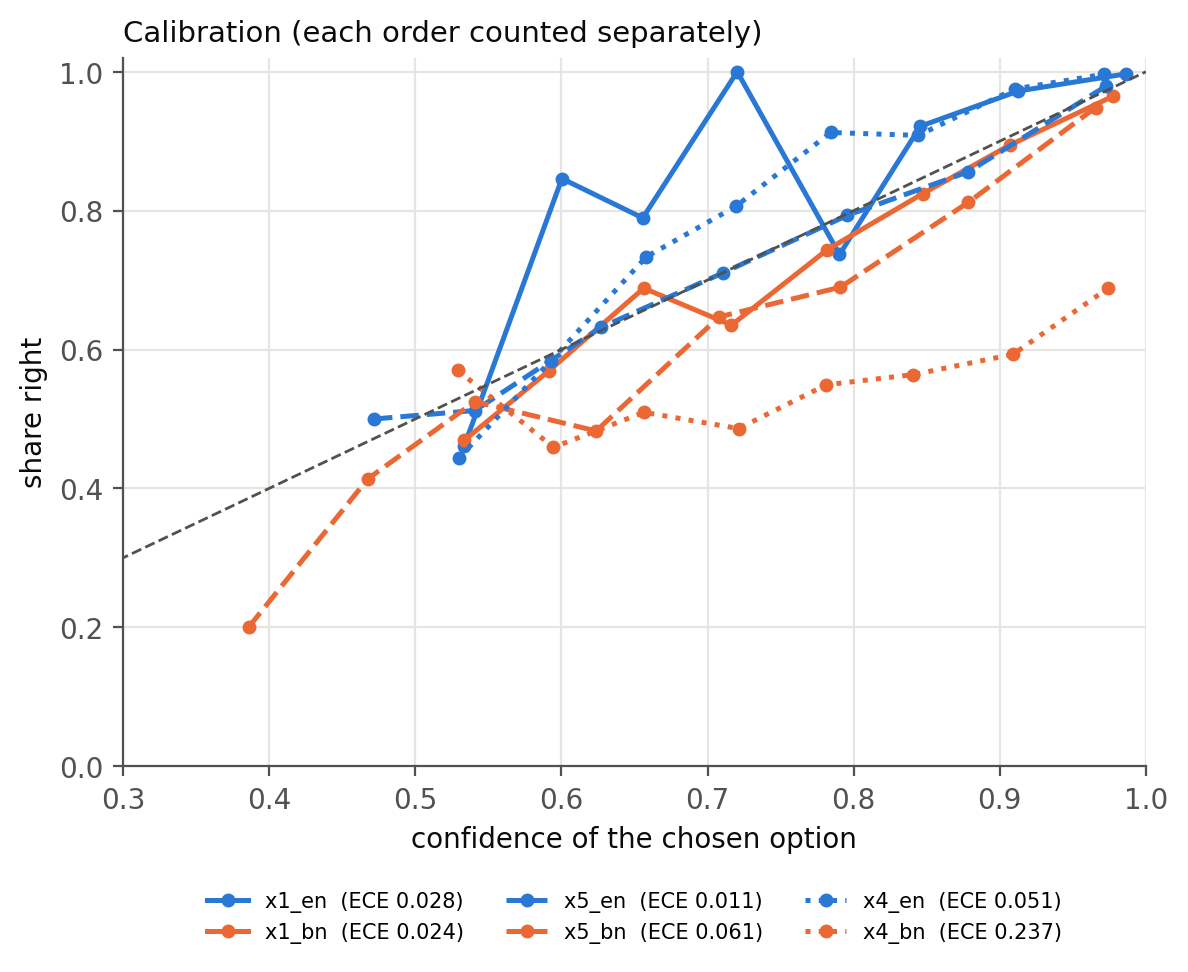 Calibration (each order counted separately)
1.0
0.8
0.6
0.4
0.2
0.0
share right
0.3 0.4 0.5 0.6 0.7 0.8 0.9 1.0
confidence of the chosen option
x1_en (ECE 0.028) x5_en (ECE 0.011) x4_en (ECE 0.051)
x1_bn (ECE 0.024) x5_bn (ECE 0.061) x4_bn (ECE 0.237)